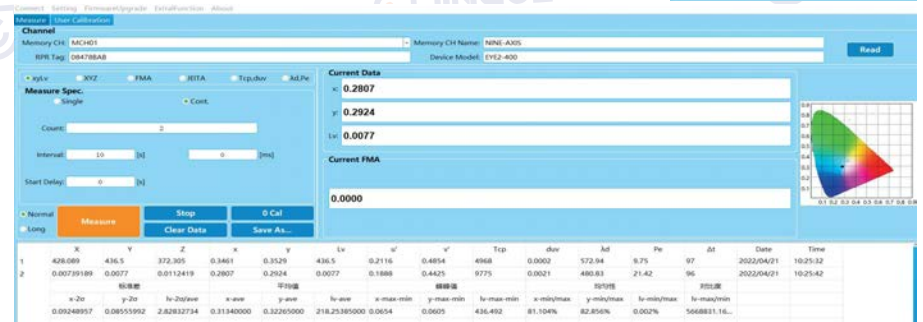 Connect Setting FirmwareUpgrade ExtraFunction About
Measure User Calibration
Channel
Memory CH: MCH01 Memory CH Name: NINE-AXIS
RPR Tag: 08478BAB Device Model: EYE2-400
Read
xyLv XYZ FMA JEITA Tcp,duv λd,Pe
Measure Spec.
Single Cont.
Count: 2
Interval: 10 [s] 0 [ms]
Start Delay: 0 [s]
Normal
Long
Measure
Stop 0 Cal
Clear Data Save As...
Current Data
x: 0.2807
y: 0.2924
Lv: 0.0077
Current FMA
0.0000
X Y Z x y Lv u' v' Tcp duv λd Pe Δt Date Time
1 428.089 436.5 372.305 0.3461 0.3529 436.5 0.2116 0.4854 4968 0.0002 572.94 9.75 97 2022/04/21 10:25:32
2 0.00739189 0.0077 0.0112419 0.2807 0.2924 0.0077 0.1888 0.4425 9775 0.0021 480.83 21.42 96 2022/04/21 10:25:42
标准差 平均值 峰峰值 均匀性 对比度
x-2σ y-2σ lv-2σ/ave x-ave y-ave lv-ave x-max-min y-max-min lv-max-min x-min/max y-min/max lv-min/max lv-max/min
0.09248957 0.08555992 2.82832734 0.31340000 0.32265000 218.25385000 0.0654 0.0605 436.492 81.104% 82.856% 0.002% 5668831.16...